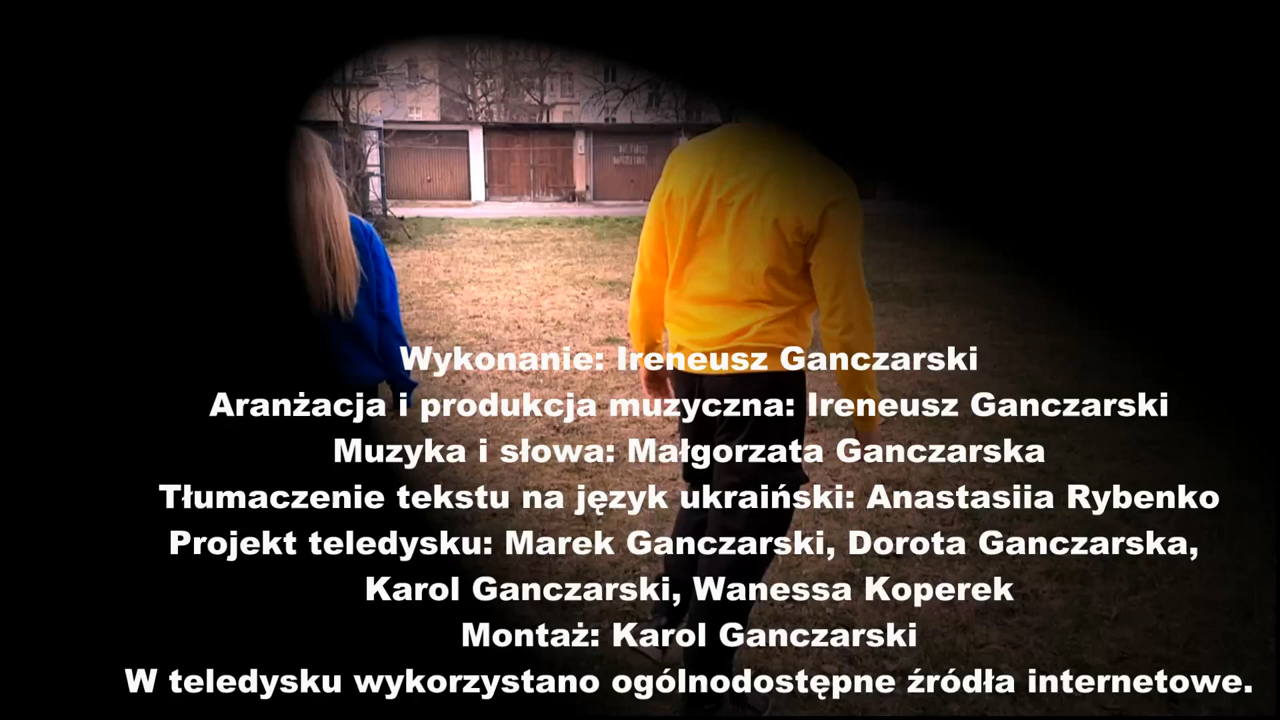 Wykonanie: Ireneusz Ganczarski
Aranżacja i produkcja muzyczna: Ireneusz Ganczarski
Muzyka i słowa: Małgorzata Ganczarska
Tłumaczenie tekstu na język ukraiński: Anastasiia Rybenko
Projekt teledysku: Marek Ganczarski, Dorota Ganczarska,
Karol Ganczarski, Wanessa Koperek
Montaż: Karol Ganczarski
W teledysku wykorzystano ogólnodostępne źródła internetowe.